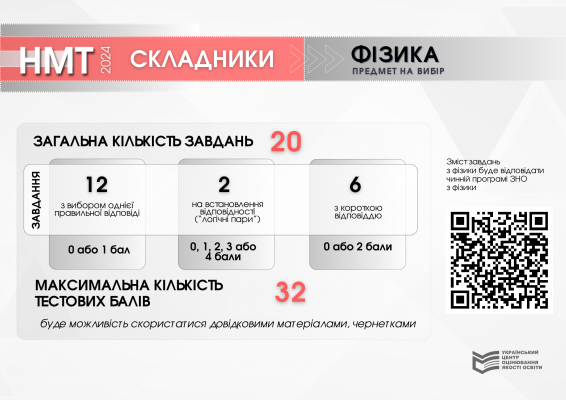 НМТ 2024 СКЛАДНИКИ ФІЗИКА
ПРЕДМЕТ НА ВИБІР
ЗАГАЛЬНА КІЛЬКІСТЬ ЗАВДАНЬ 20
ЗАВДАННЯ
12
з вибором однієї
правильної відповіді
0 або 1 бал
2
на встановлення
відповідності
("логічні пари")
0, 1, 2, 3 або
4 бали
6
з короткою
відповіддю
0 або 2 бали
МАКСИМАЛЬНА КІЛЬКІСТЬ
ТЕСТОВИХ БАЛІВ 32
буде можливість скористатися довідковими матеріалами, чернетками
Зміст завдань
з фізики буде відповідати
чинній програмі ЗНО
з фізики
УКРАЇНСЬКИЙ
ЦЕНТР
ОЦІНЮВАННЯ
ЯКОСТІ ОСВІТИ